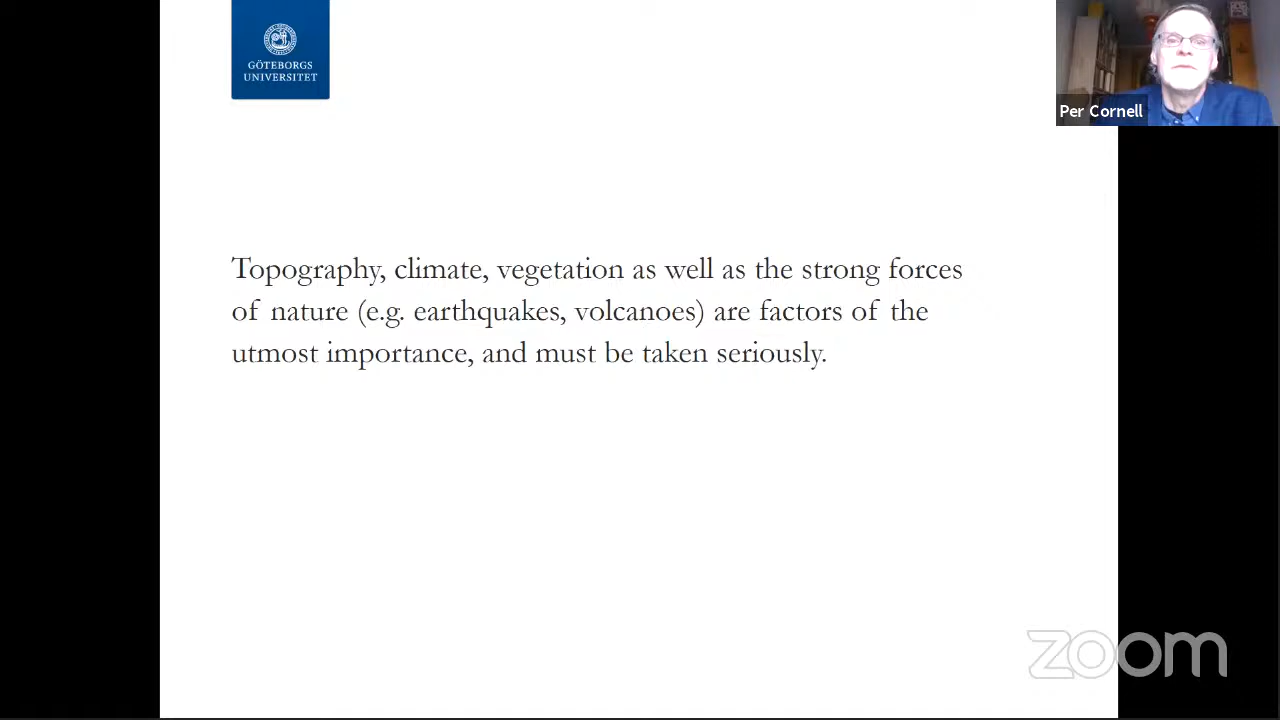 GÖTEBORGS
UNIVERSITET
Per Cornell
Topography, climate, vegetation as well as the strong forces
of nature (e.g. earthquakes, volcanoes) are factors of the
utmost importance, and must be taken seriously.
zoom